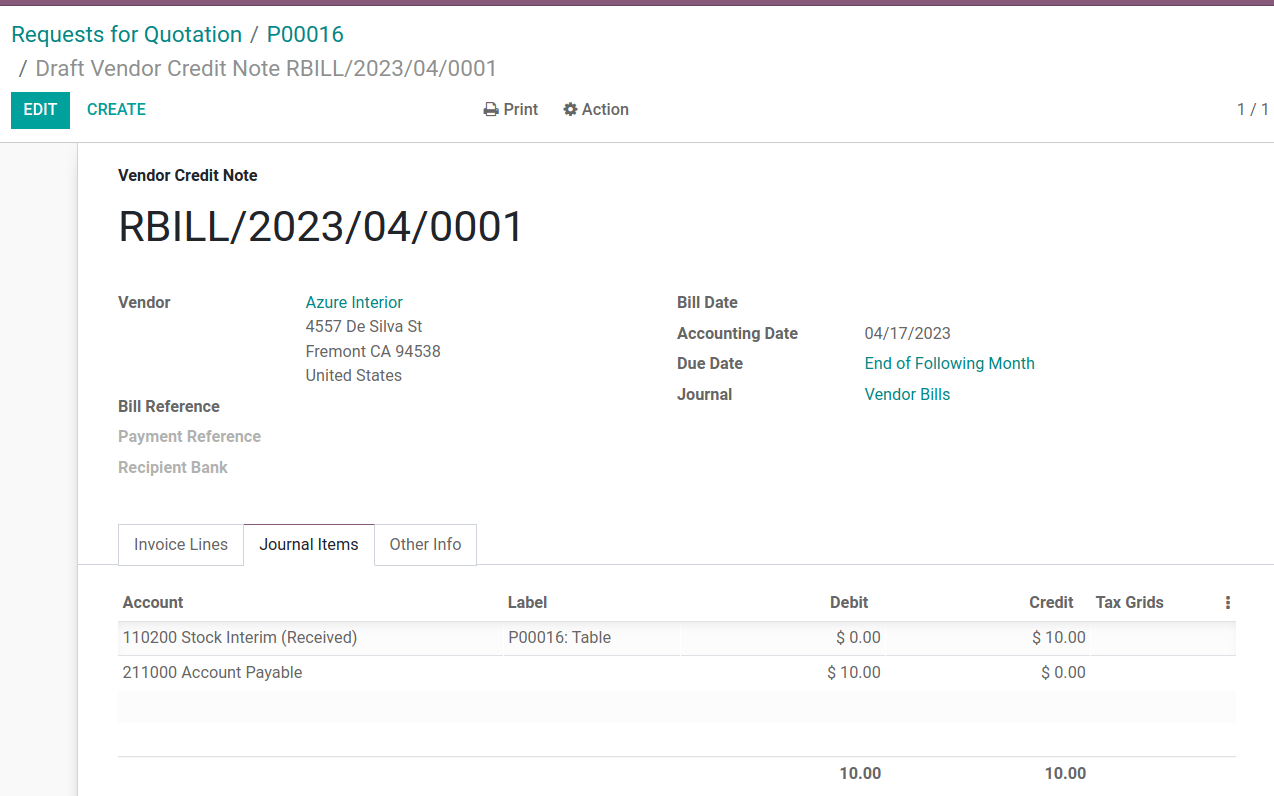 Requests for Quotation / P00016
/ Draft Vendor Credit Note RBILL/2023/04/0001
EDIT CREATE Print Action 1 / 1
Vendor Credit Note
RBILL/2023/04/0001
Vendor Azure Interior Bill Date
4557 De Silva St
Accounting Date 04/17/2023
Fremont CA 94538
Due Date End of Following Month
United States
Journal Vendor Bills
Bill Reference
Payment Reference
Recipient Bank
Invoice Lines Journal Items Other Info
Account Label Debit Credit Tax Grids
110200 Stock Interim (Received) P00016: Table $ 0.00 $ 10.00
211000 Account Payable $ 10.00 $ 0.00
10.00 10.00